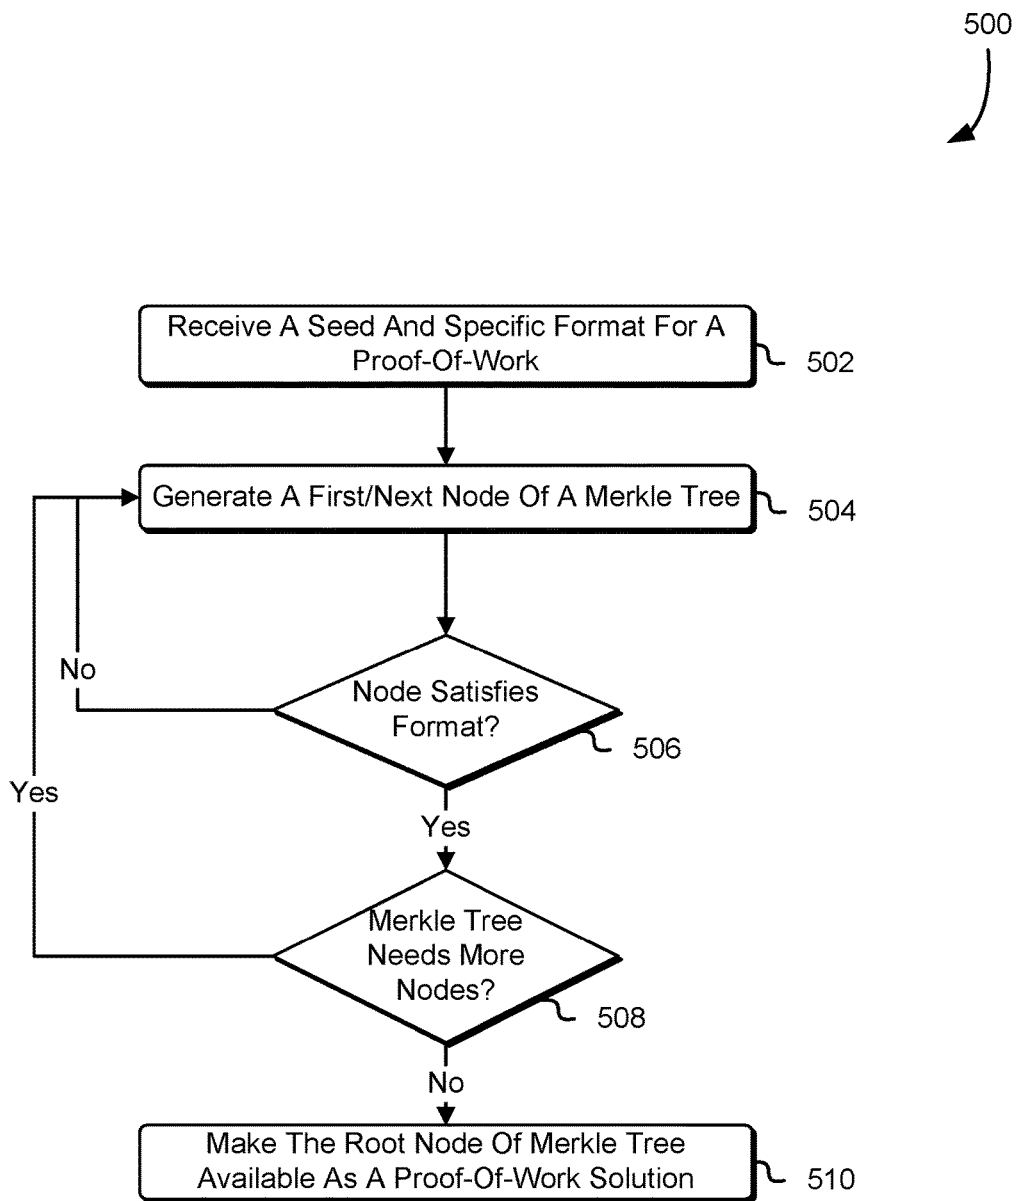 500
Receive A Seed And Specific Format For A
Proof-Of-Work
502
Generate A First/Next Node Of A Merkle Tree
504
No
Node Satisfies
Format?
506
Yes
Yes
Merkle Tree
Needs More
Nodes?
508
No
Make The Root Node Of Merkle Tree
Available As A Proof-Of-Work Solution
510